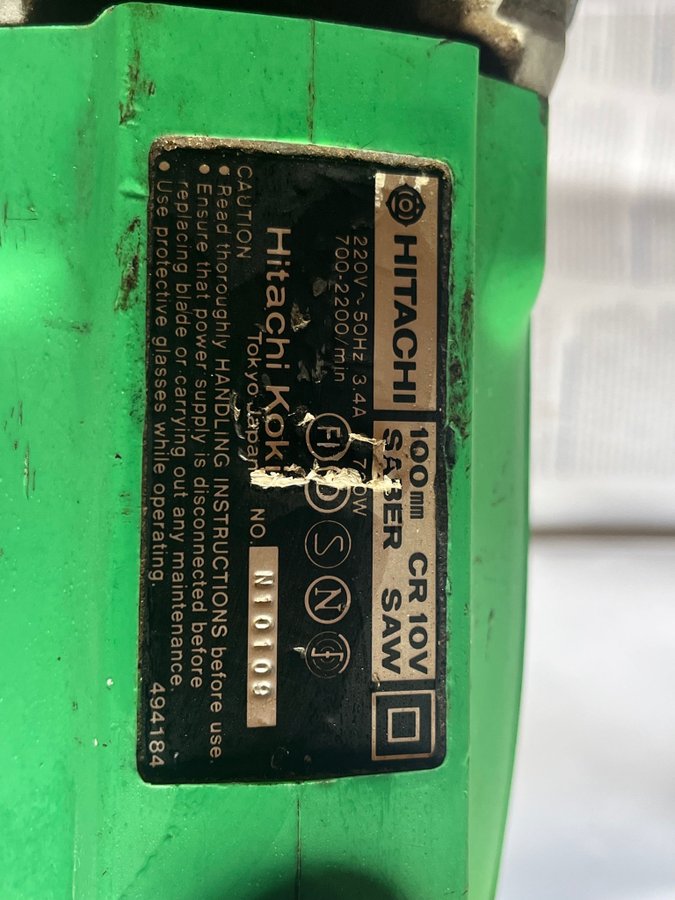 HITACHI 100mm CR 10V
SABER SAW
220V~50Hz 3.4A
700-2200/min
FI D S N
Hitachi Koki
Tokyo Japan
NO. N10109
CAUTION
• Read thoroughly HANDLING INSTRUCTIONS before use.
• Ensure that power supply is disconnected before
replacing blade or carrying out any maintenance.
• Use protective glasses while operating.
494184